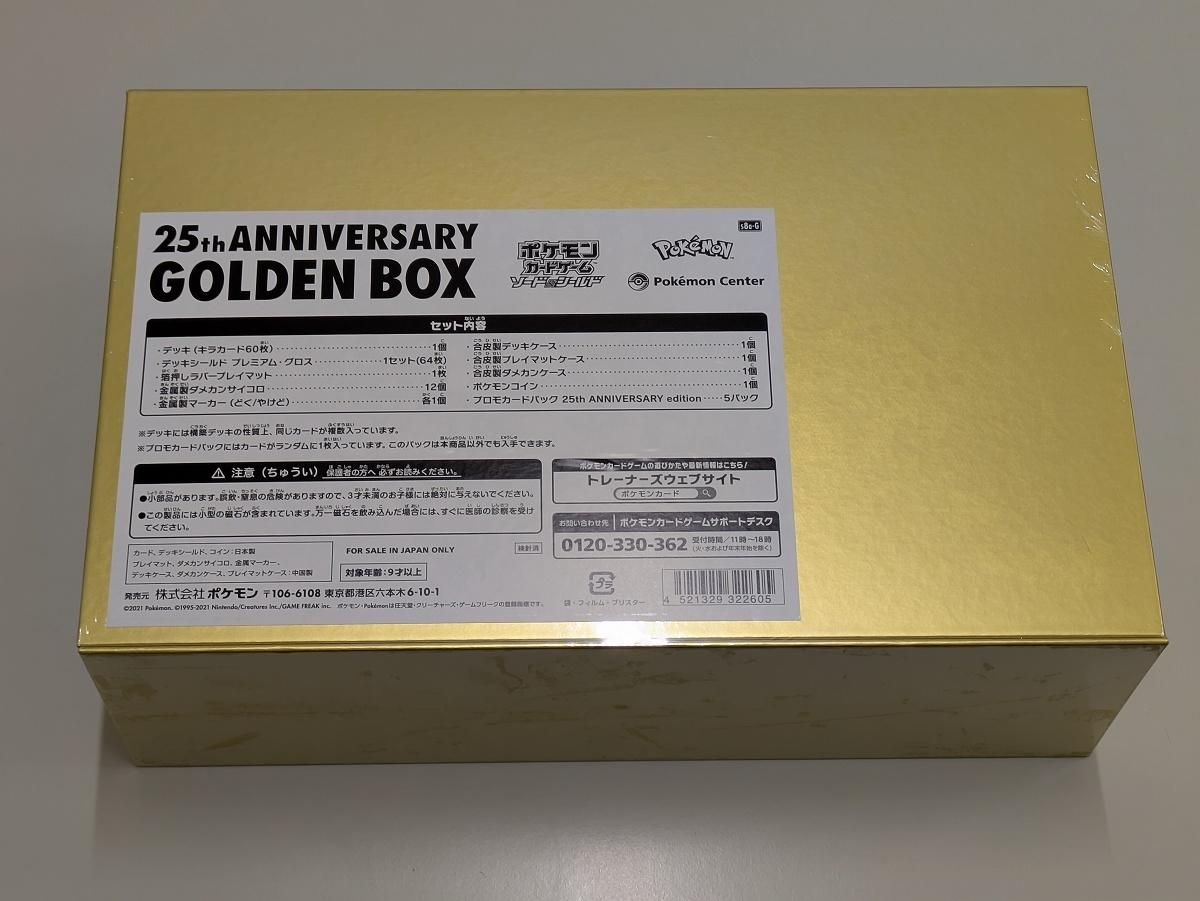 25th ANNIVERSARY
GOLDEN BOX
ポケモン
カードゲーム
ソード&シールド
POKéMON
Pokémon Center
s8a-G
セット内容
・デッキ (キラカード60枚)‥‥‥‥‥‥‥‥1個
・デッキシールド プレミアム・グロス‥‥‥‥1セット(64枚)
・箔押しラバープレイマット‥‥‥‥‥‥‥‥1枚
・金属製ダメカンサイコロ‥‥‥‥‥‥‥‥12個
・金属製マーカー (どく/やけど)‥‥‥‥‥各1個
・合皮製デッキケース‥‥‥‥‥‥‥‥1個
・合皮製プレイマットケース‥‥‥‥‥‥1個
・合皮製ダメカンケース‥‥‥‥‥‥‥1個
・ポケモンコイン‥‥‥‥‥‥‥‥‥1個
・プロモカードパック 25th ANNIVERSARY edition‥‥‥5パック
※デッキには構築デッキの性質上、同じカードが複数入っています。
※プロモカードパックにはカードがランダムに1枚入っています。このパックは本商品以外でも入手できます。
注意(ちゅうい) 保護者の方へ 必ずお読みください。
●小部品があります。誤飲・窒息の危険がありますので、3才未満のお子様には絶対に与えないでください。
●この製品には小型の磁石が含まれています。万一磁石を飲み込んだ場合には、すぐに医師の診察を受け
てください。
ポケモンカードゲームの遊びかたや最新情報はこちら!
トレーナーズウェブサイト
ポケモンカード
お問い合わせ先 ポケモンカードゲームサポートデスク
0120-330-362 受付時間/11時〜18時
(火・水および年末年始を除く)
カード、デッキシールド、コイン:日本製
プレイマット、ダメカンサイコロ、金属マーカー、
デッキケース、ダメカンケース、プレイマットケース:中国製
FOR SALE IN JAPAN ONLY
検針済
対象年齢:9才以上
発売元 株式会社 ポケモン 〒106-6108 東京都港区六本木6-10-1
©2021 Pokémon. ©1995-2021 Nintendo/Creatures Inc./GAME FREAK inc. ポケモン・Pokémonは任天堂・クリーチャーズ・ゲームフリークの登録商標です。
プラ
袋・フィルム・ブリスター
4 521329 322605